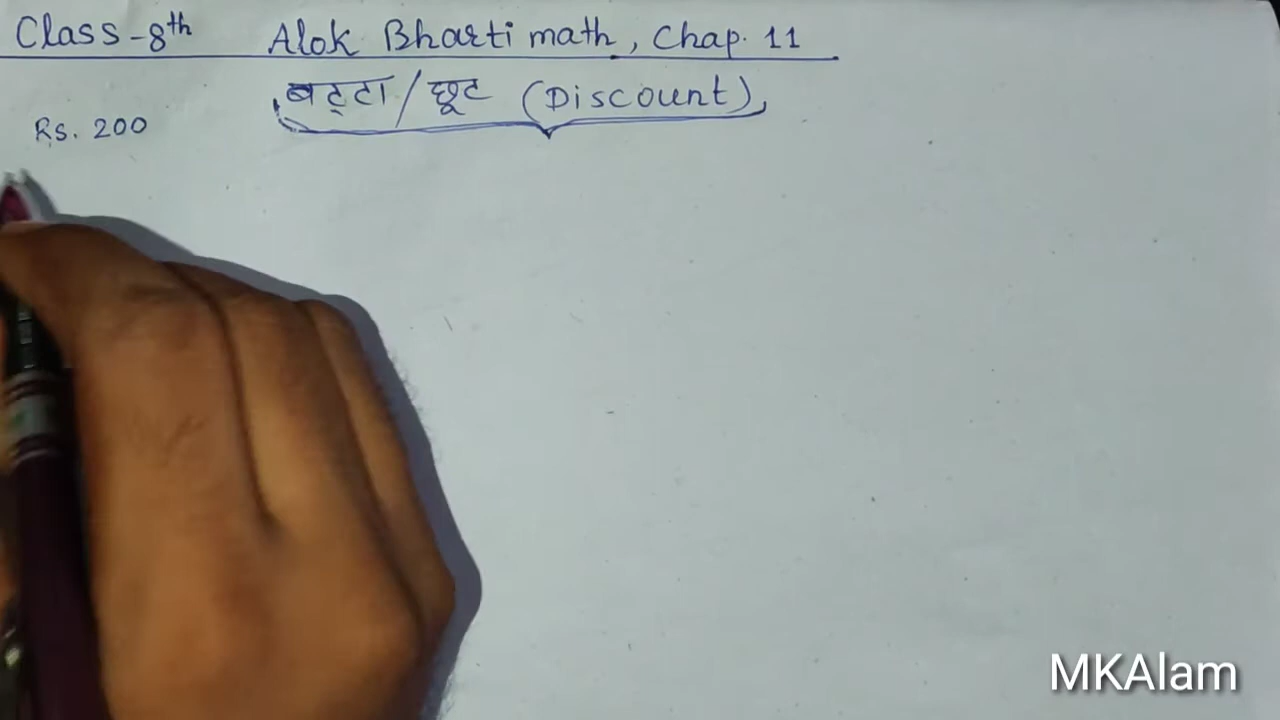 Class-8th Alok Bharti math, Chap. 11
बट्टा/छूट (Discount)
Rs. 200
MKAlam